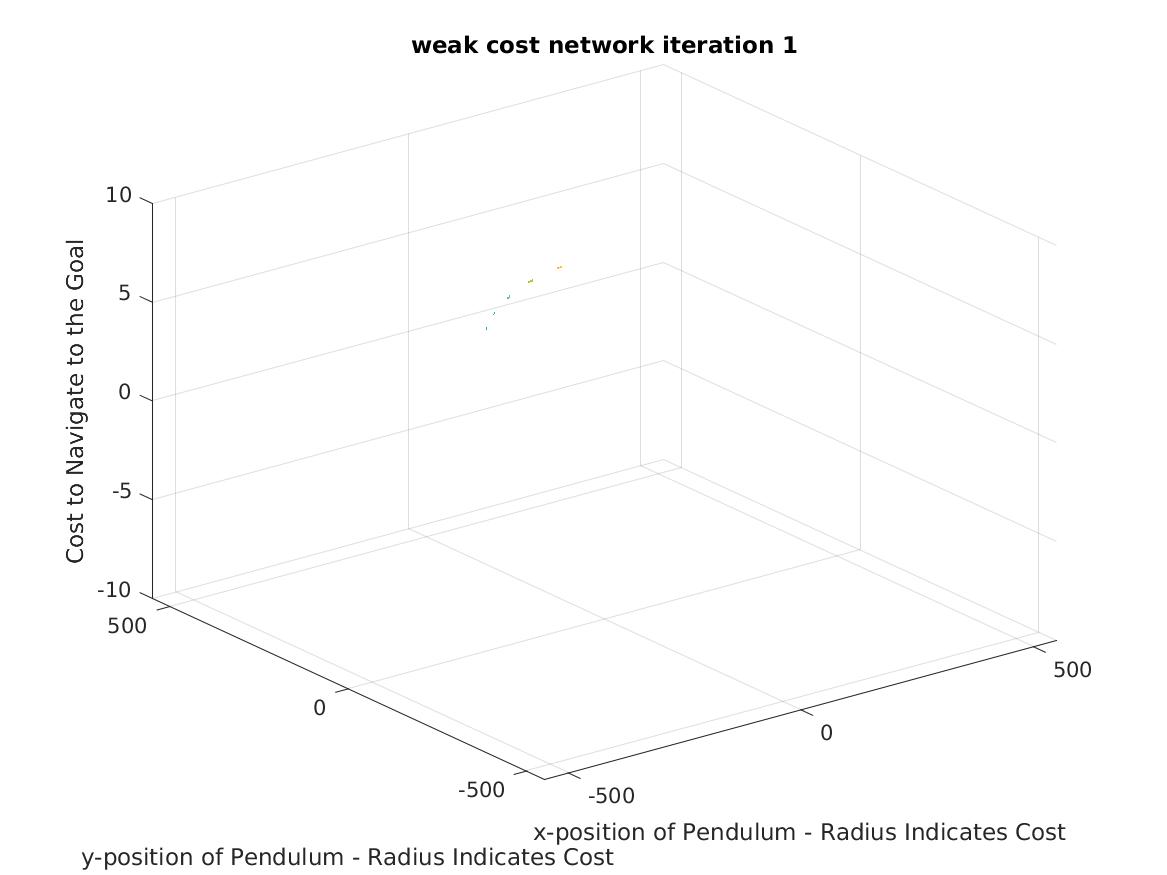 weak cost network iteration 1
Cost to Navigate to the Goal
10
5
0
-5
-10
500
0
-500
-500
0
500
x-position of Pendulum - Radius Indicates Cost
y-position of Pendulum - Radius Indicates Cost